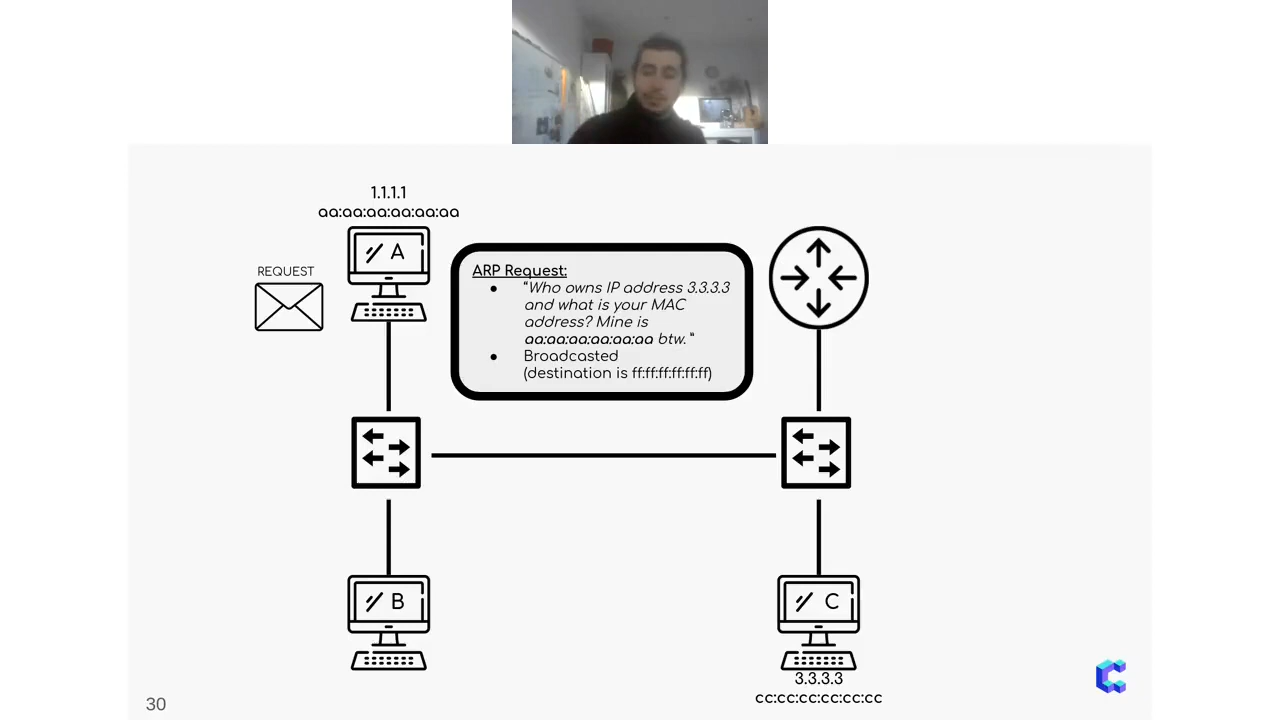 1.1.1.1
aa:aa:aa:aa:aa:aa
A
REQUEST
ARP Request:
● "Who owns IP address 3.3.3.3
and what is your MAC
address? Mine is
aa:aa:aa:aa:aa:aa btw."
● Broadcasted
(destination is ff:ff:ff:ff:ff:ff)
B
C
3.3.3.3
cc:cc:cc:cc:cc:cc
30